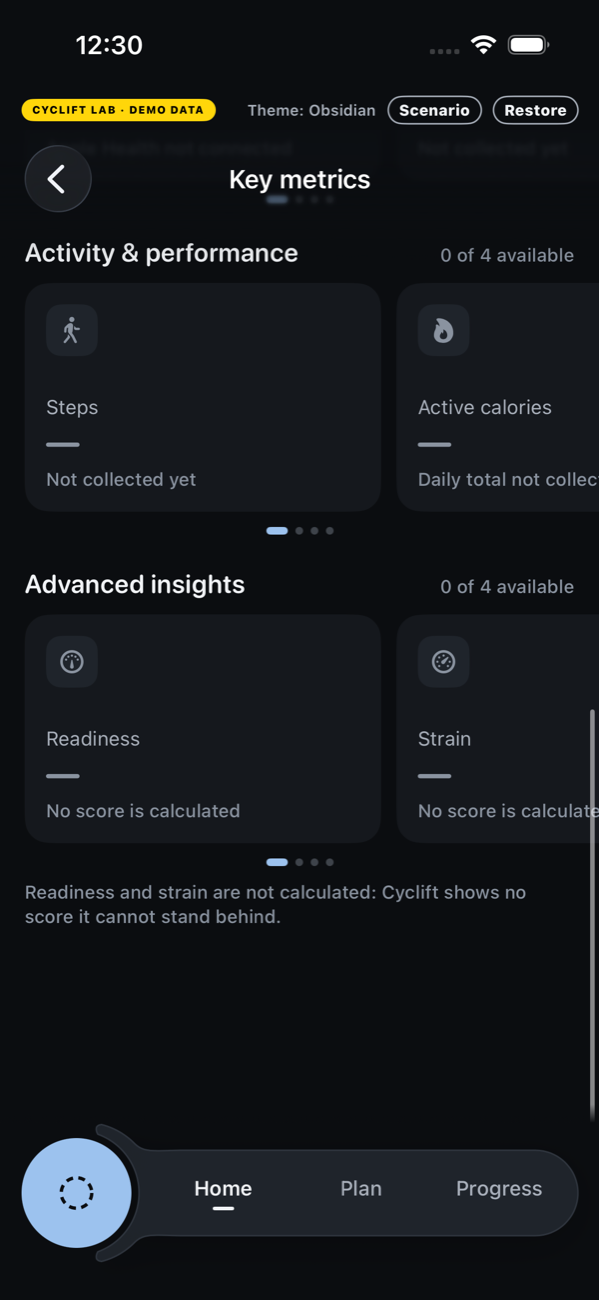 12:30
CYCLIFT LAB · DEMO DATA
Theme: Obsidian
Scenario
Restore
Key metrics
Activity & performance
0 of 4 available
Steps
Not collected yet
Active calories
Daily total not collec
Advanced insights
0 of 4 available
Readiness
No score is calculated
Strain
No score is calculate
Readiness and strain are not calculated: Cyclift shows no
score it cannot stand behind.
Home
Plan
Progress